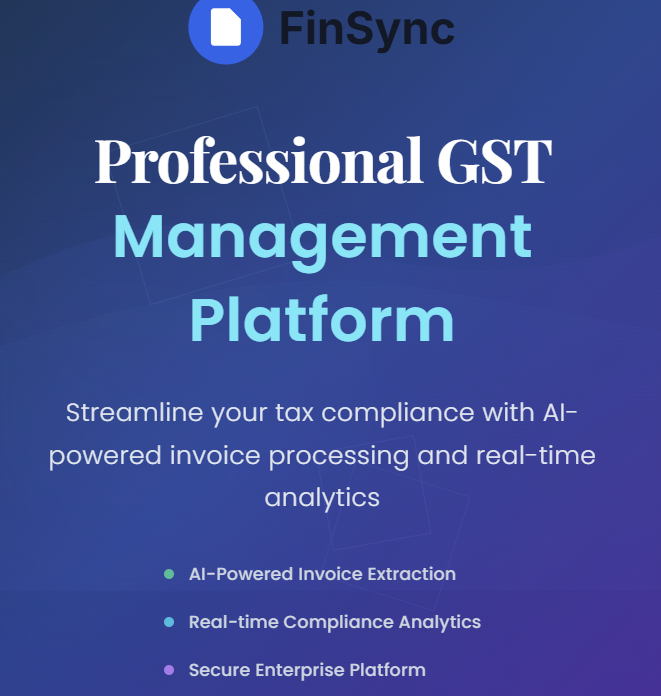 FinSync
Professional GST
Management
Platform
Streamline your tax compliance with AI-
powered invoice processing and real-time
analytics
AI-Powered Invoice Extraction
Real-time Compliance Analytics
Secure Enterprise Platform